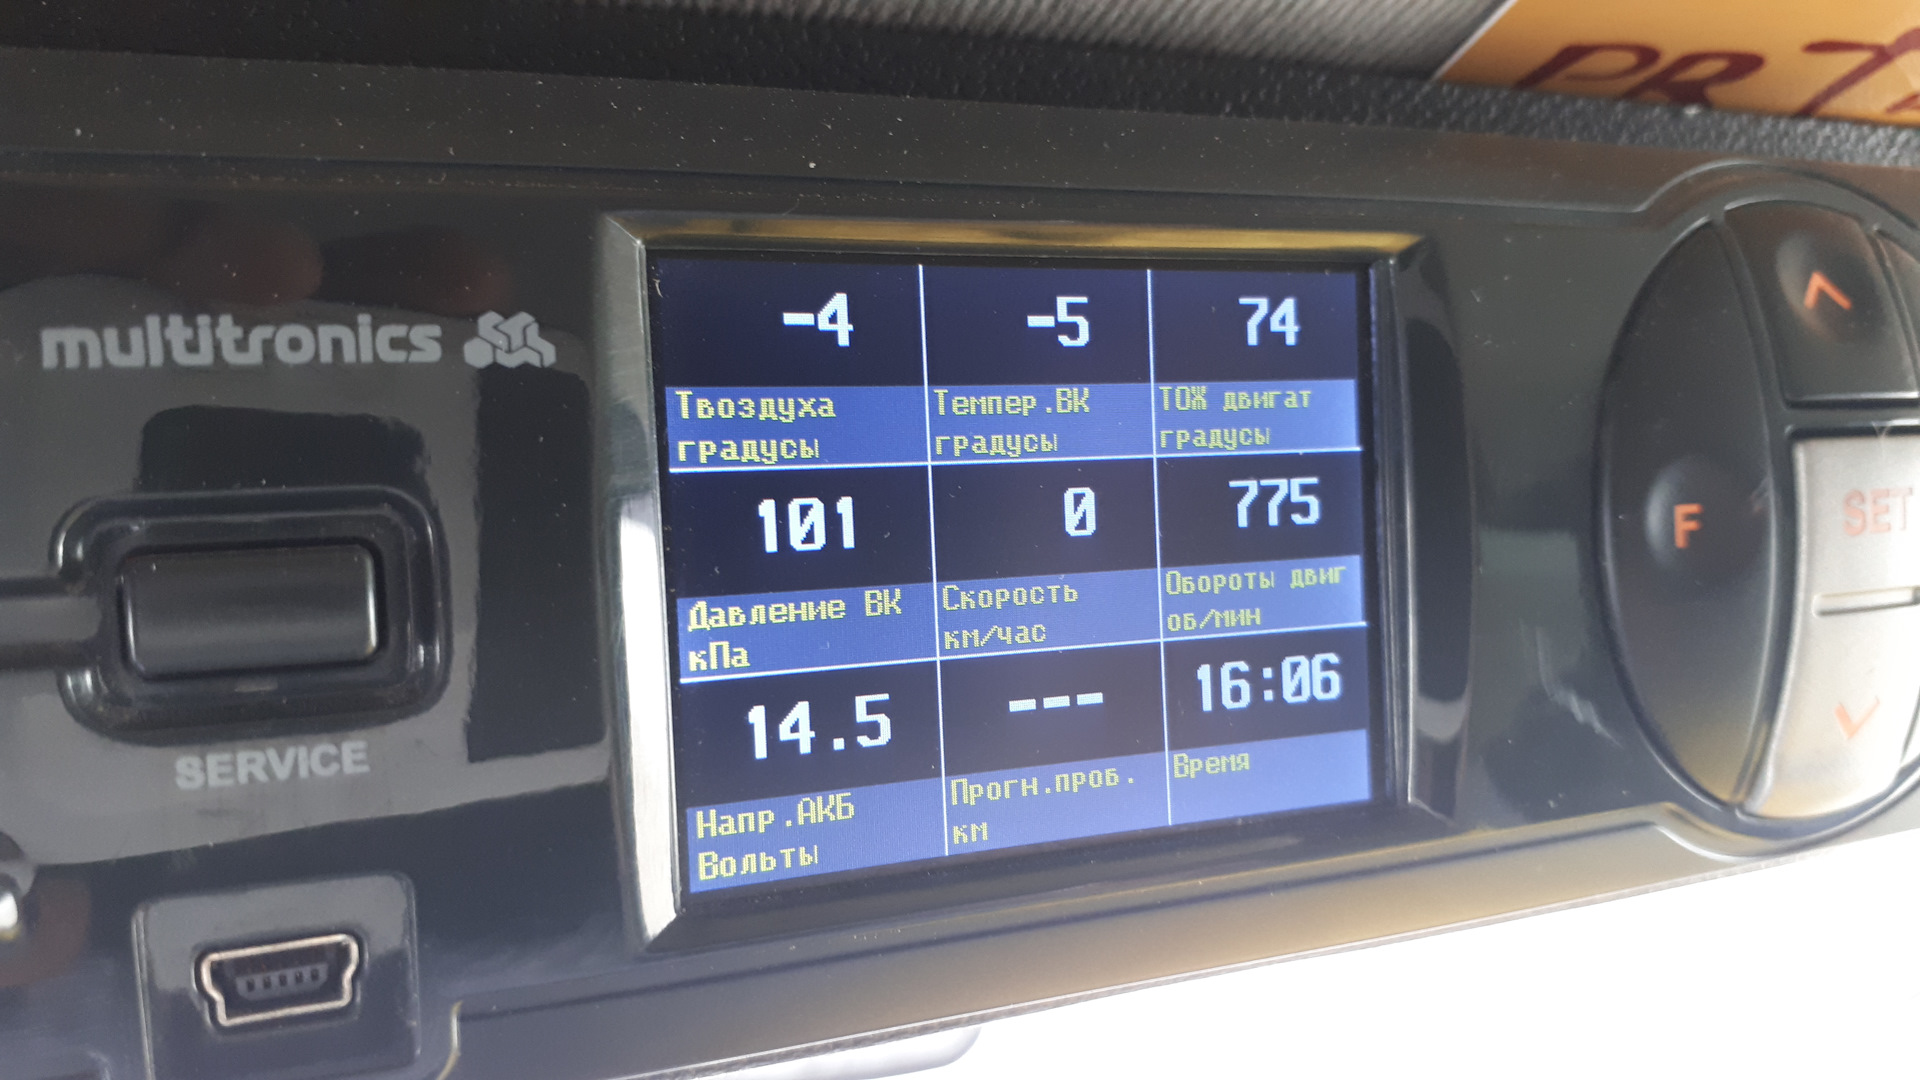 PR
multitronics
SERVICE
-4
Твоздуха
градусы
-5
Темпер.ВК
градусы
74
ТОЖ двигат
градусы
101
Давление ВК
кПа
0
Скорость
км/час
775
Обороты двиг
об/мин
14.5
Напр.АКБ
Вольты
---
Прогн.проб.
км
16:06
Время
F
SET